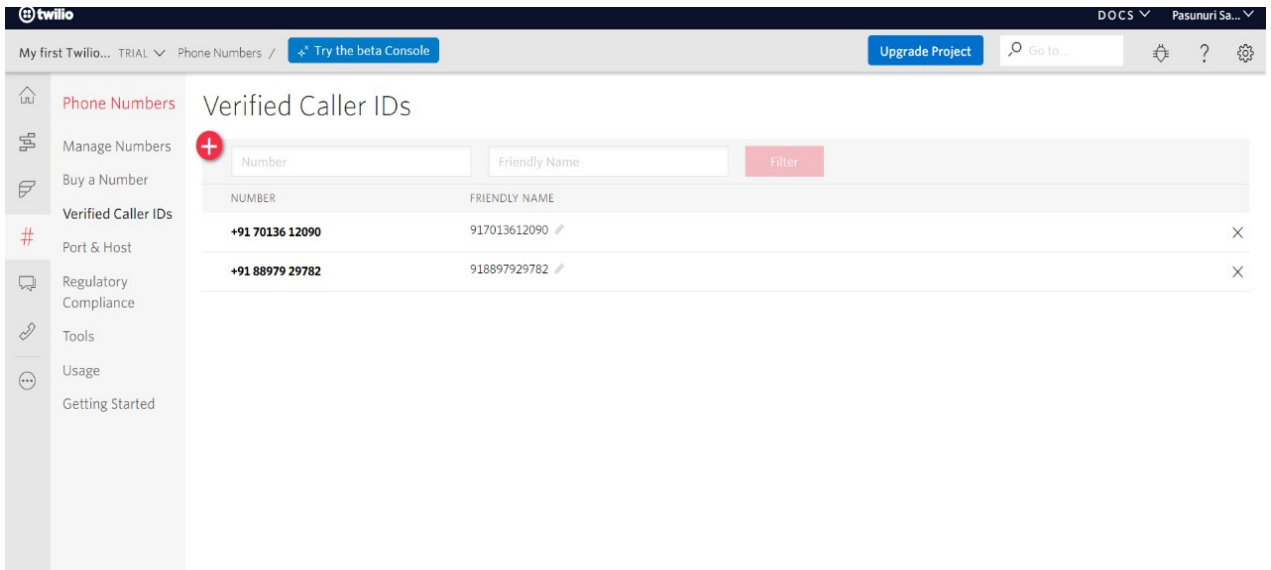 twilio
DOCS
Pasunuri Sa...
My first Twilio... TRIAL Phone Numbers / Try the beta Console
Upgrade Project
Go to...
Phone Numbers
Manage Numbers
Buy a Number
Verified Caller IDs
Port & Host
Regulatory
Compliance
Tools
Usage
Getting Started
Verified Caller IDs
Number
Friendly Name
Filter
NUMBER FRIENDLY NAME
+91 70136 12090 917013612090
+91 88979 29782 918897929782